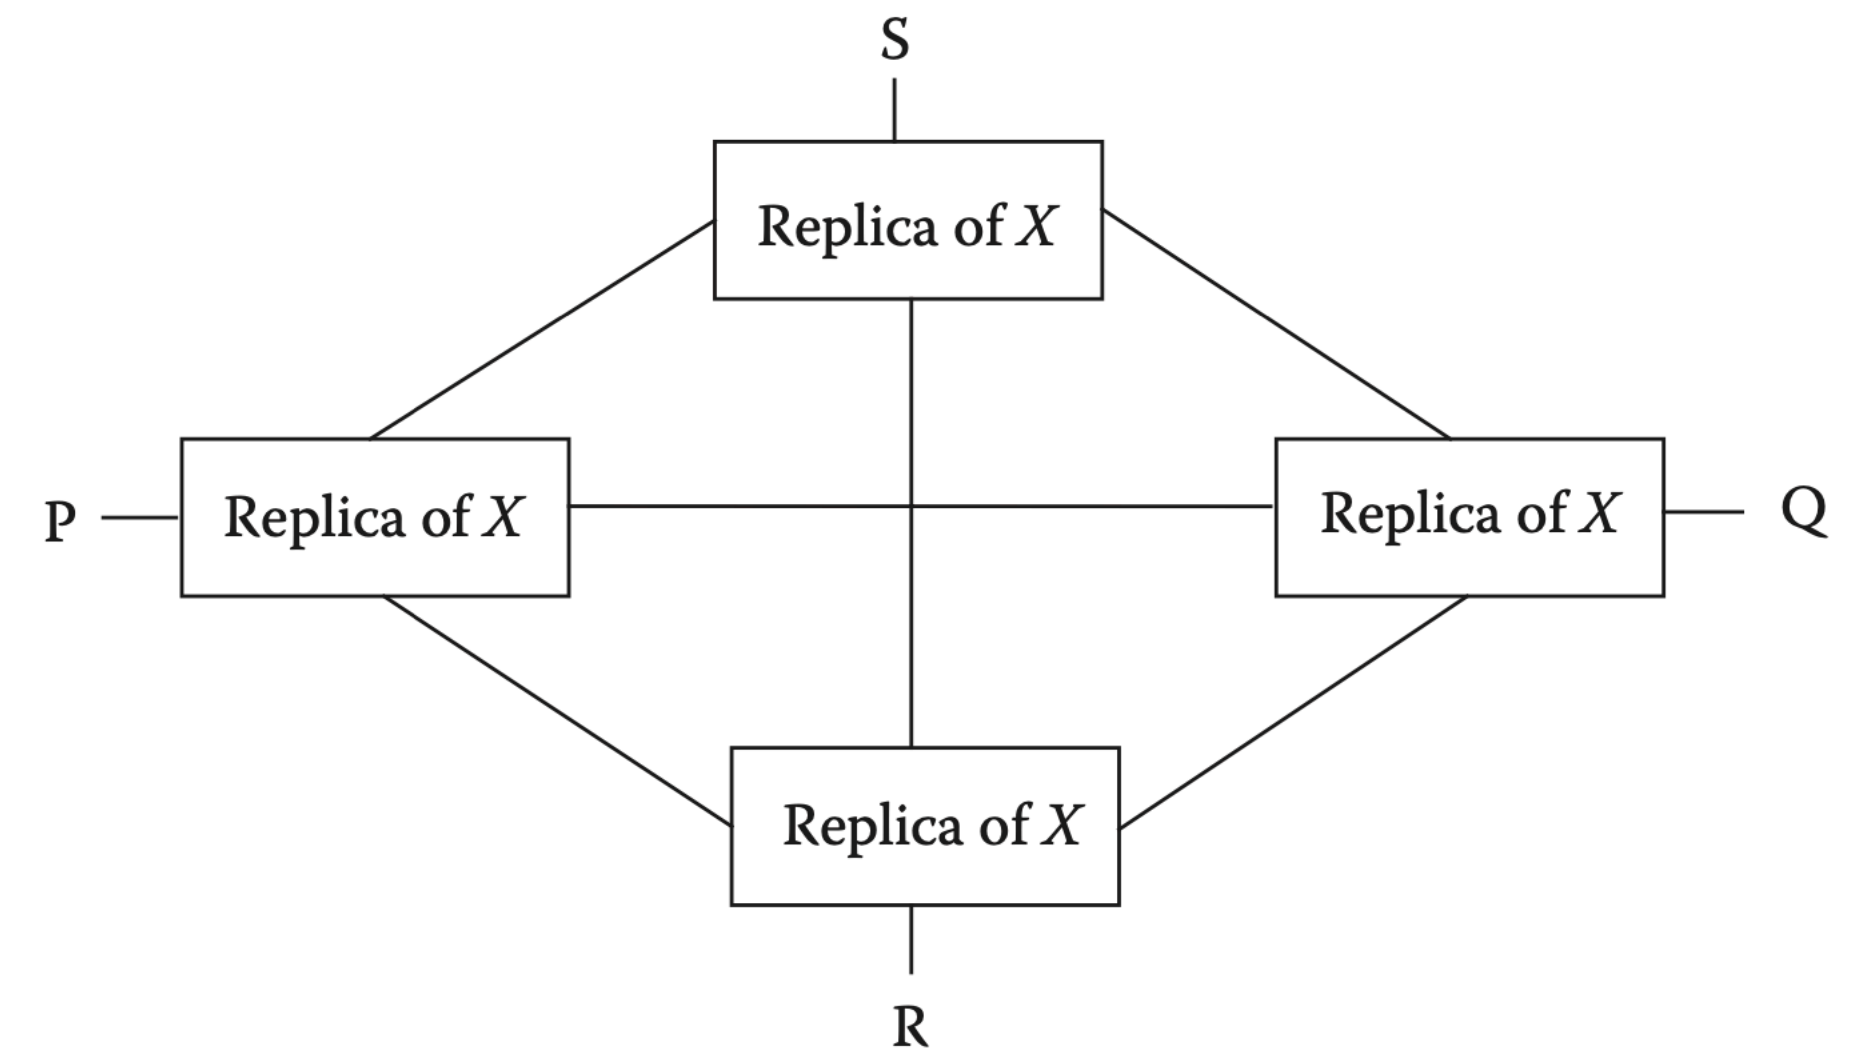 S
Replica of X
P
Replica of X
Replica of X
Q
Replica of X
R